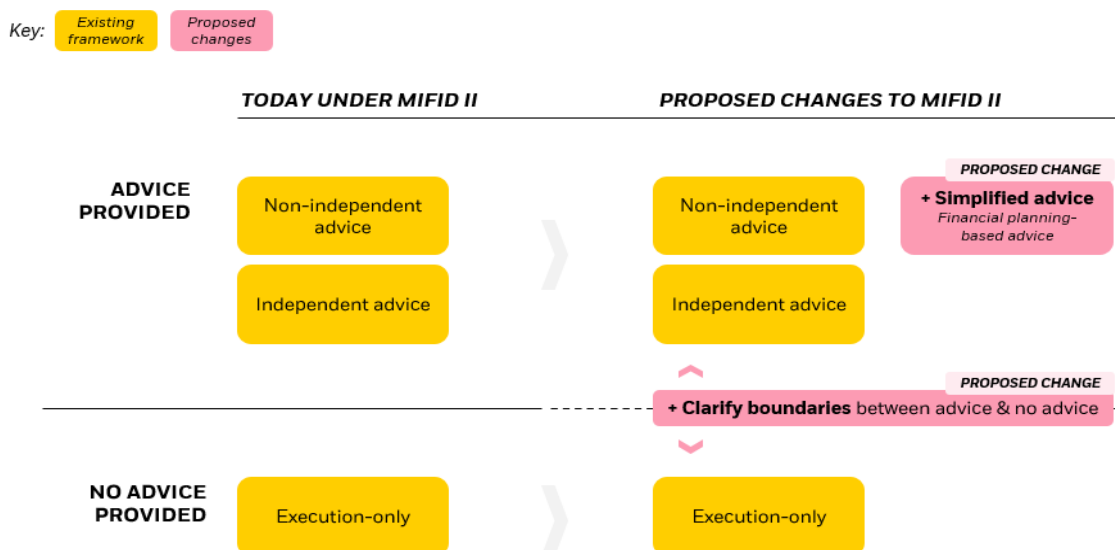 Key:
Existing
framework
Proposed
changes
TODAY UNDER MIFID II
PROPOSED CHANGES TO MIFID II
ADVICE
PROVIDED
Non-independent
advice
Non-independent
advice
PROPOSED CHANGE
+ Simplified advice
Financial planning-
based advice
Independent advice
Independent advice
PROPOSED CHANGE
+ Clarify boundaries between advice & no advice
NO ADVICE
PROVIDED
Execution-only
Execution-only